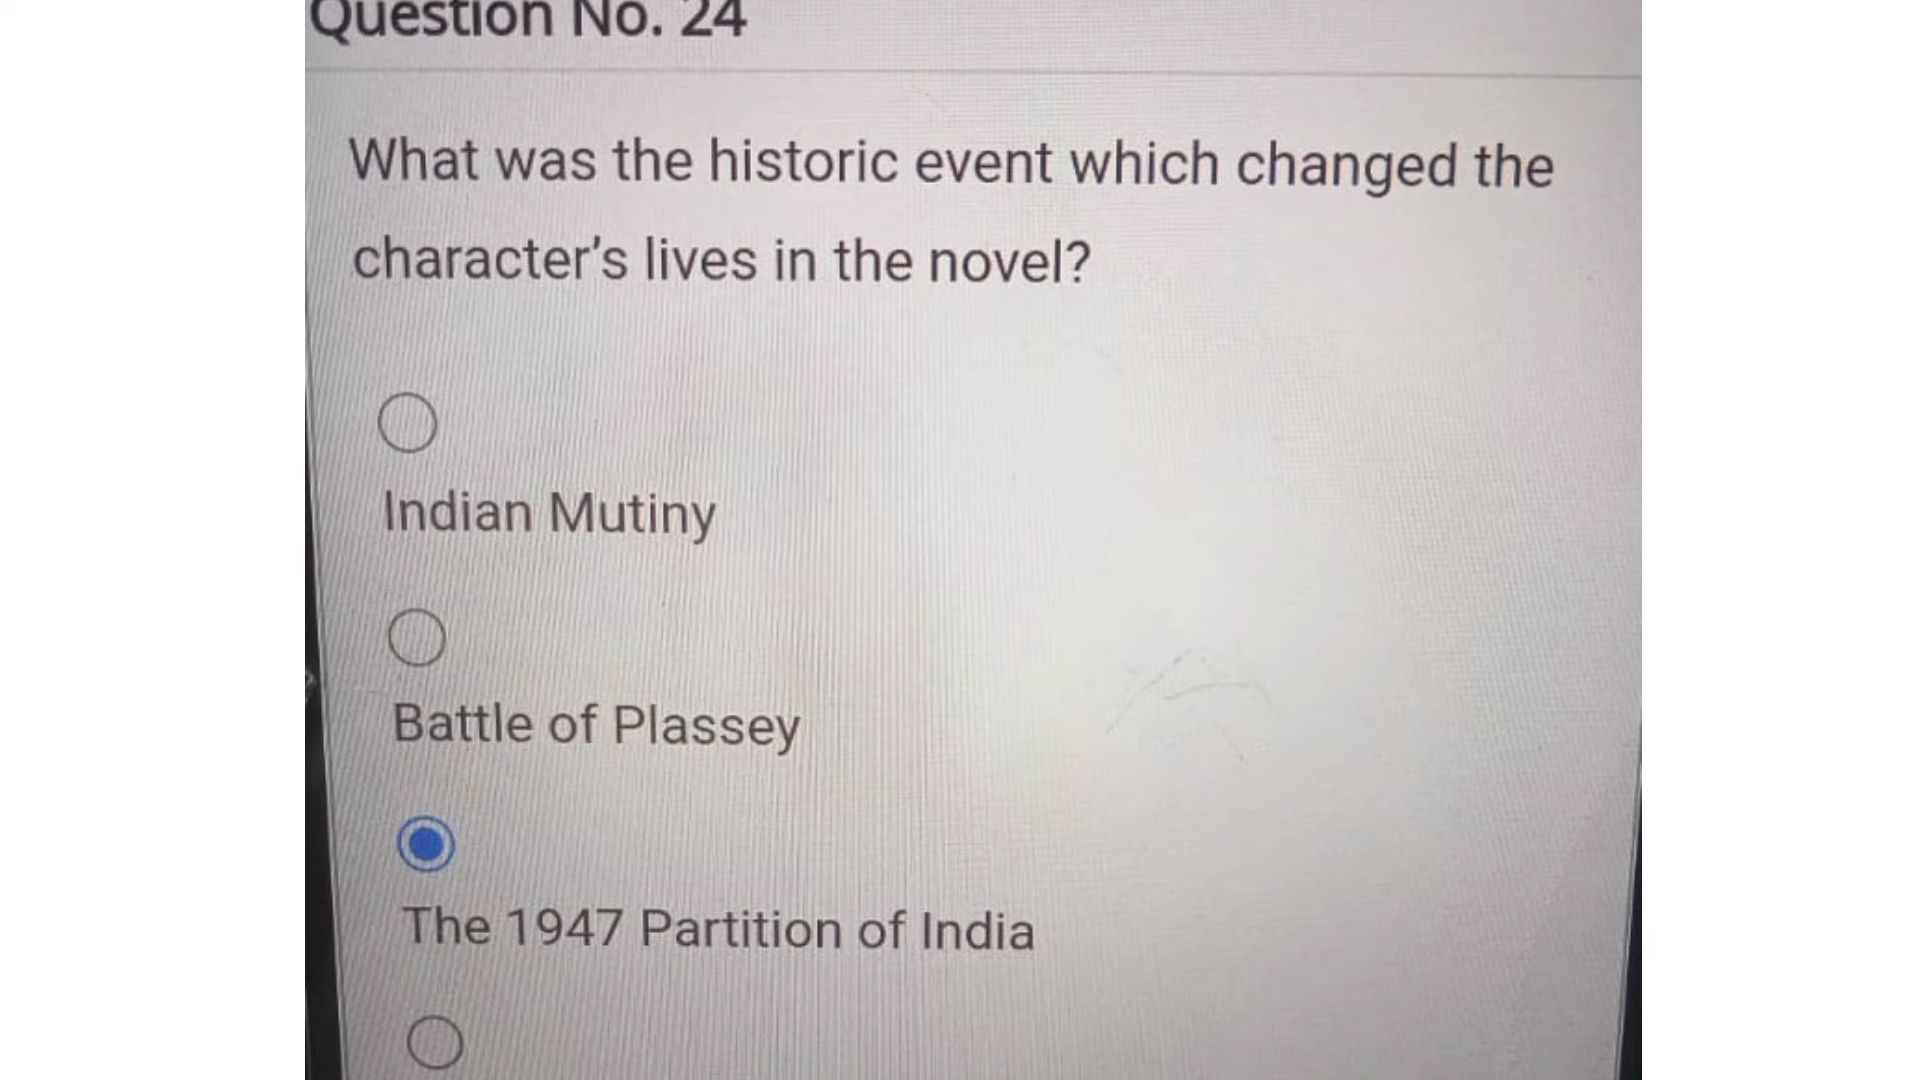 Question No. 24
What was the historic event which changed the
character's lives in the novel?
Indian Mutiny
Battle of Plassey
The 1947 Partition of India